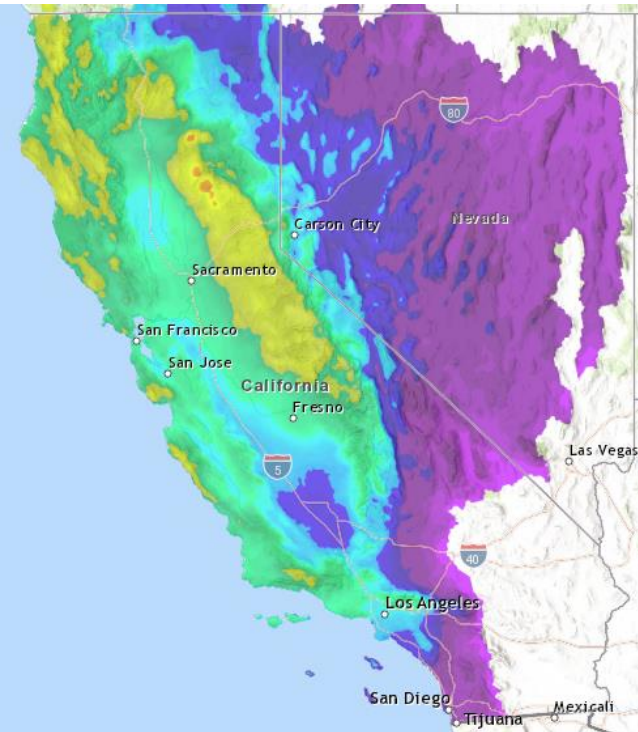 80
Nevada
Carson City
Sacramento
San Francisco
San Jose
California
Fresno
Las Vegas
5
40
Los Angeles
San Diego
Mexicali
Tijuana